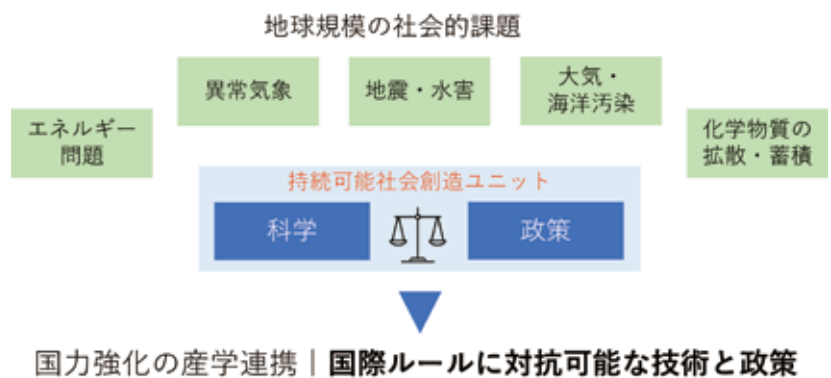 地球規模の社会的課題
エネルギー
問題
異常気象
地震・水害
大気・
海洋汚染
化学物質の
拡散・蓄積
持続可能社会創造ユニット
科学
政策
国力強化の産学連携｜国際ルールに対抗可能な技術と政策